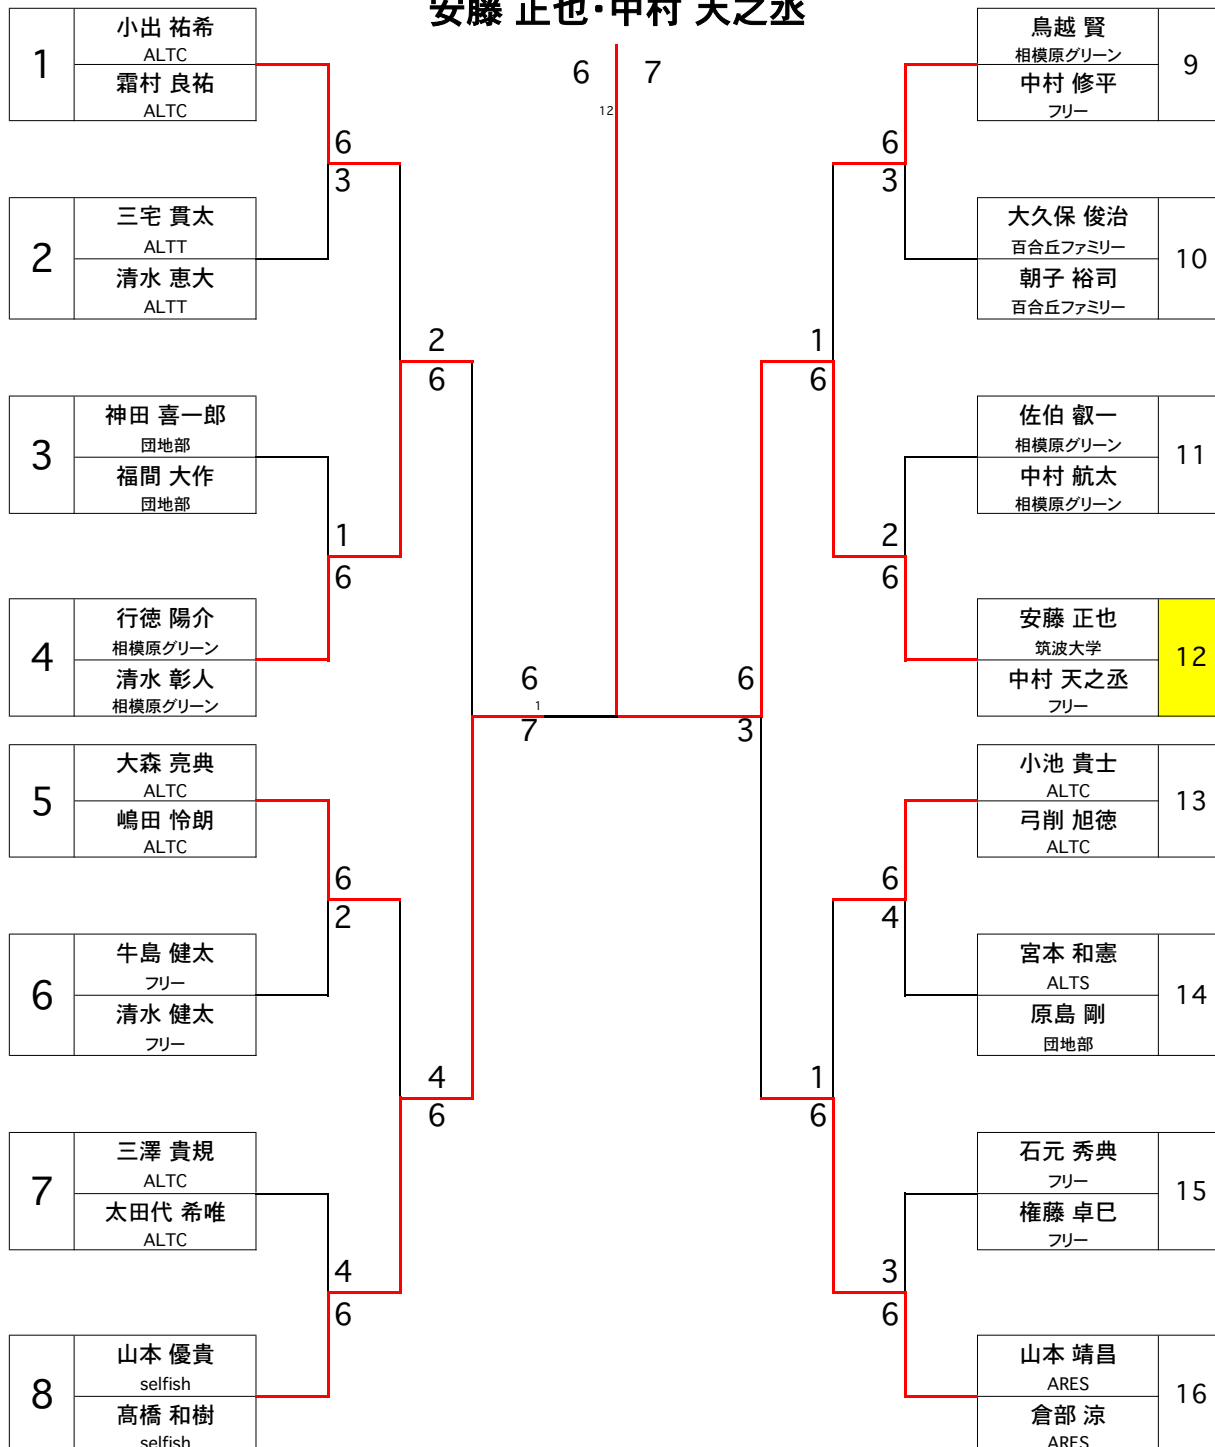 安藤 正也・中村 天之丞
6 7
12
1
小出 祐希
ALTC
霜村 良祐
ALTC
6
3
2
三宅 貫太
ALTT
清水 恵大
ALTT
2
6
3
神田 喜一郎
団地部
福間 大作
団地部
1
6
4
行徳 陽介
相模原グリーン
清水 彰人
相模原グリーン
6
1
7
5
大森 亮典
ALTC
嶋田 怜朗
ALTC
6
2
6
牛島 健太
フリー
清水 健太
フリー
4
6
7
三澤 貴規
ALTC
太田代 希唯
ALTC
4
6
8
山本 優貴
selfish
髙橋 和樹
selfish
鳥越 賢
相模原グリーン
中村 修平
フリー
9
6
3
大久保 俊治
百合丘ファミリー
朝子 裕司
百合丘ファミリー
10
1
6
佐伯 叡一
相模原グリーン
中村 航太
相模原グリーン
11
2
6
安藤 正也
筑波大学
中村 天之丞
フリー
12
6
3
小池 貴士
ALTC
弓削 旭徳
ALTC
13
6
4
宮本 和憲
ALTS
原島 剛
団地部
14
1
6
石元 秀典
フリー
権藤 卓巳
フリー
15
3
6
山本 靖昌
ARES
倉部 涼
ARES
16